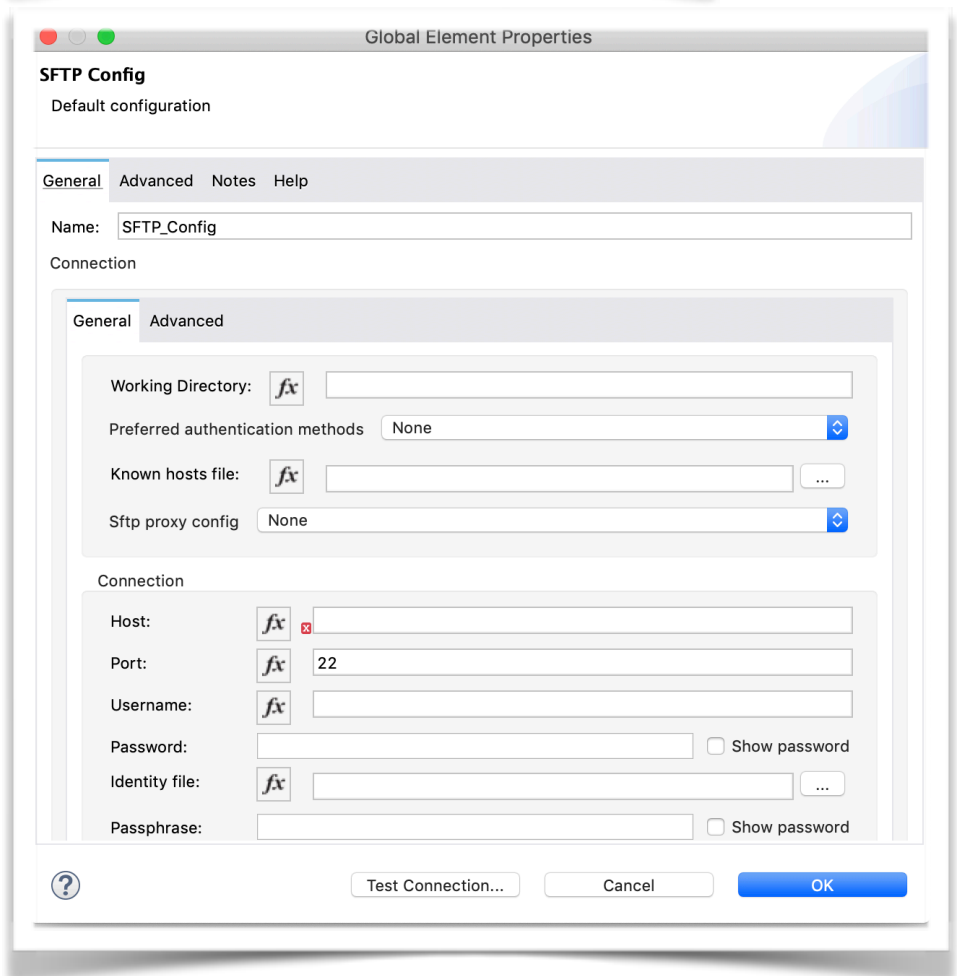 Global Element Properties
SFTP Config
Default configuration
General Advanced Notes Help
Name: SFTP_Config
Connection
General Advanced
Working Directory: fx
Preferred authentication methods None
Known hosts file: fx ...
Sftp proxy config None
Connection
Host: fx x
Port: fx 22
Username: fx
Password: Show password
Identity file: fx ...
Passphrase: Show password
? Test Connection... Cancel OK